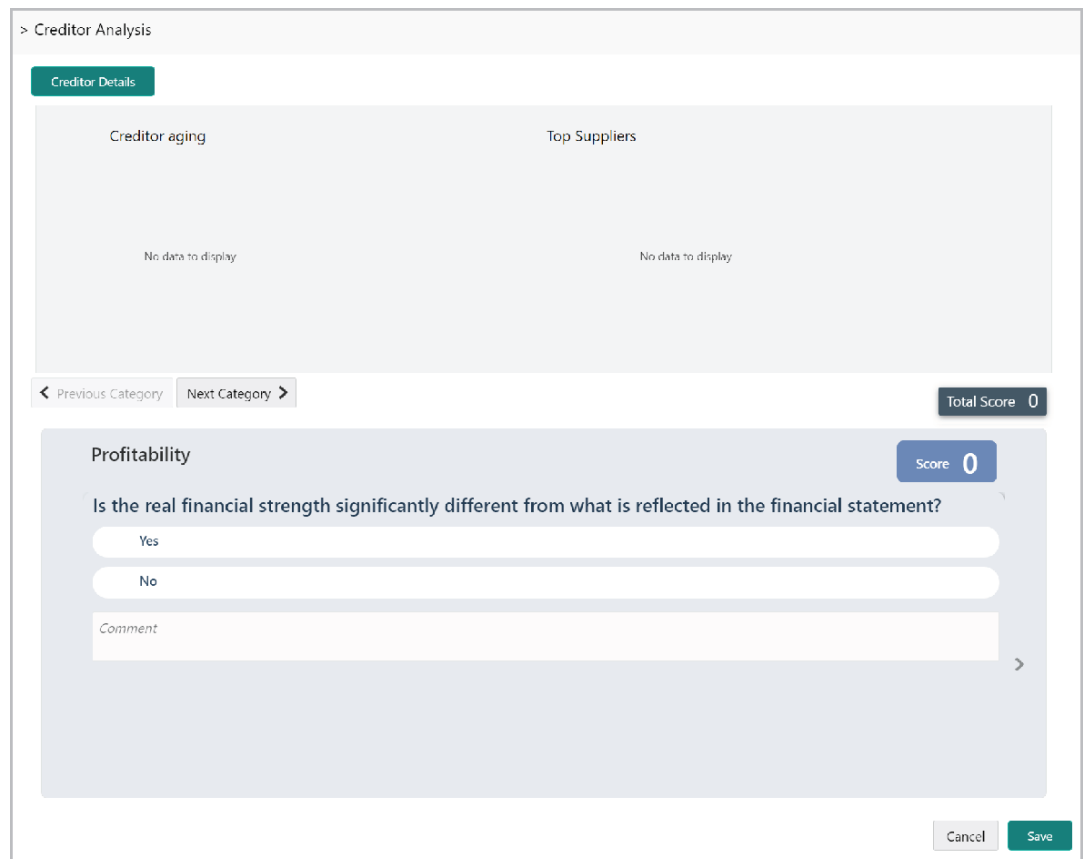 > Creditor Analysis
Creditor Details
Creditor aging
Top Suppliers
No data to display
No data to display
Previous Category
Next Category
Total Score 0
Profitability
Score 0
Is the real financial strength significantly different from what is reflected in the financial statement?
Yes
No
Comment
Cancel
Save